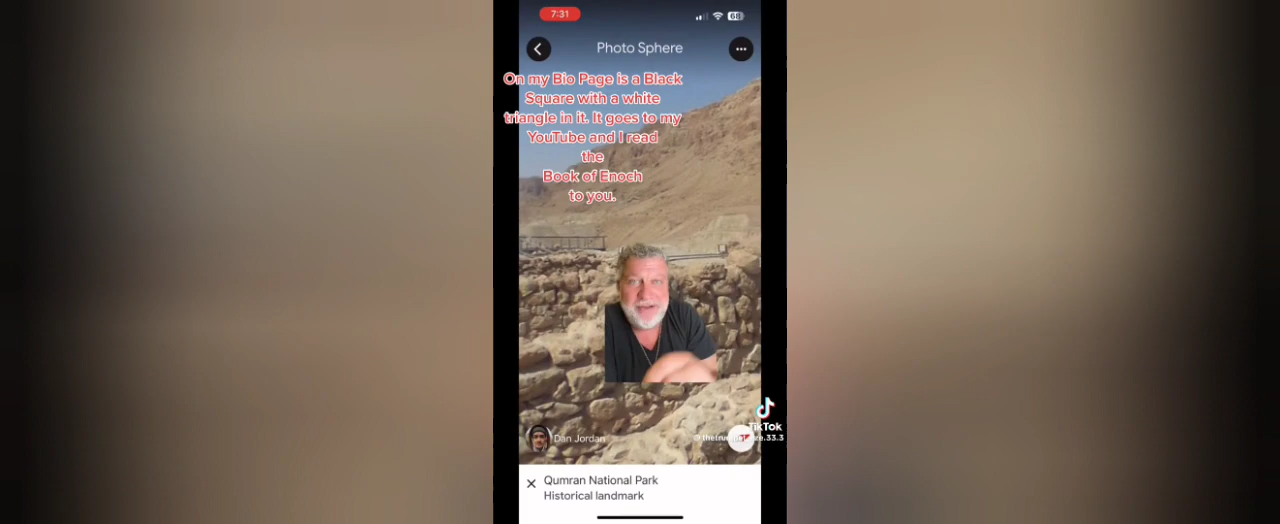 7:31
68
Photo Sphere
On my Bio Page is a Black
Square with a white
triangle in it. It goes to my
YouTube and I read
the
Book of Enoch
to you.
Dan Jordan
TikTok
Qumran National Park
Historical landmark